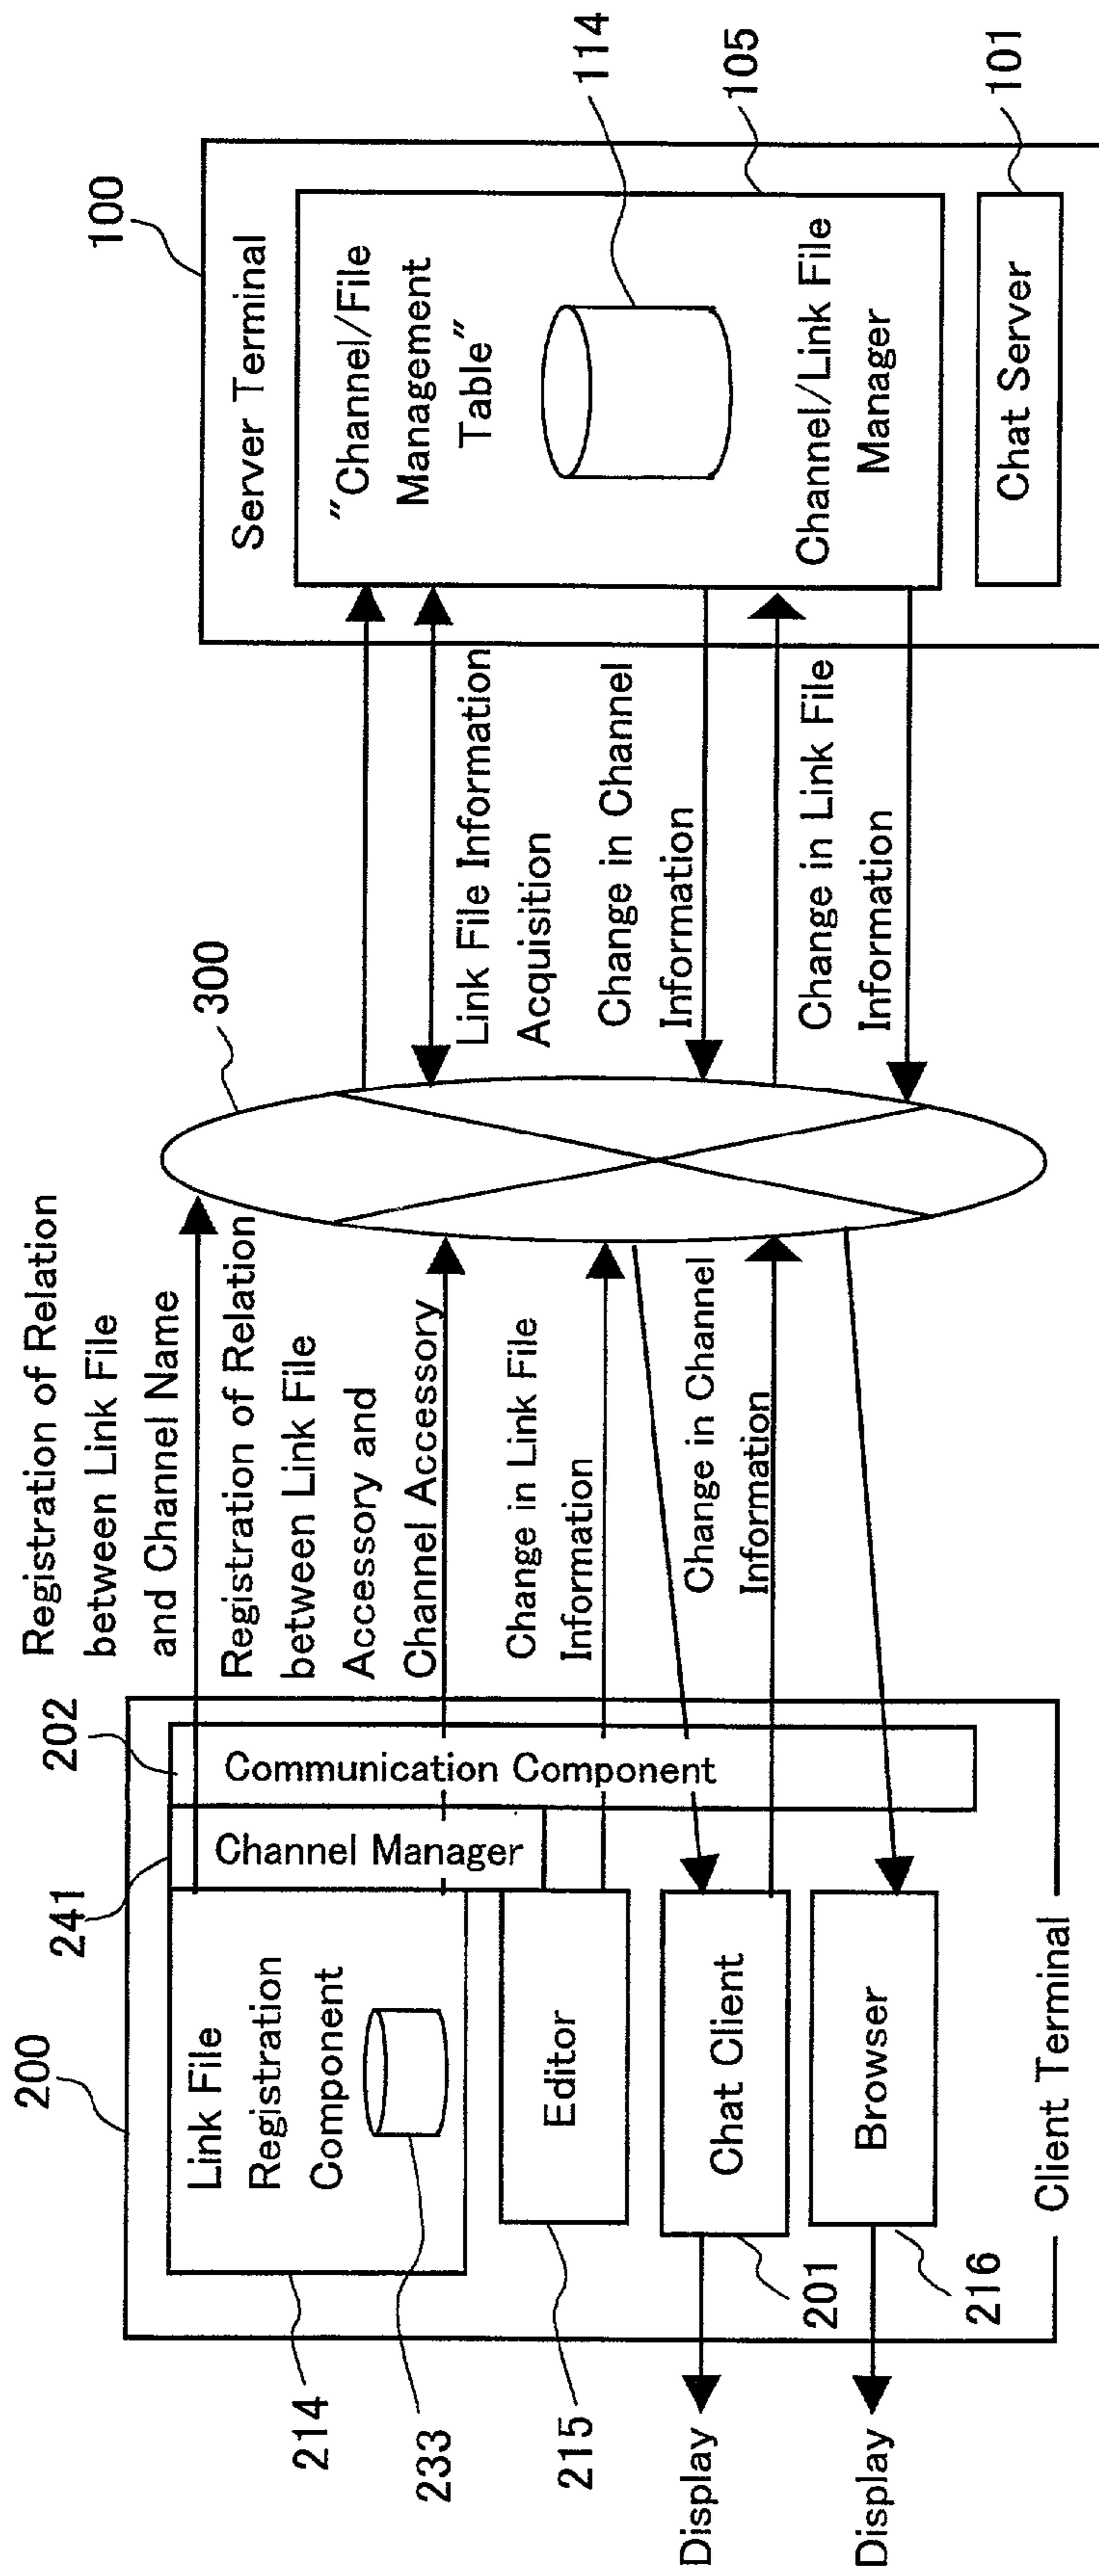 Registration of Relation
between Link File
and Channel Name
Registration of Relation
between Link File
Accessory and
Channel Accessory
Change in Link File
Information
Change in Channel
Information
200
241
202
Link File
Registration
Component
Channel Manager
Communication Component
Editor
Chat Client
Browser
Client Terminal
214
233
215
201
216
Display
Display
300
Link File Information
Acquisition
Change in Channel
Information
Change in Link File
Information
100
Server Terminal
"Channel/File
Management
Table"
Channel/Link File
Manager
Chat Server
114
105
101